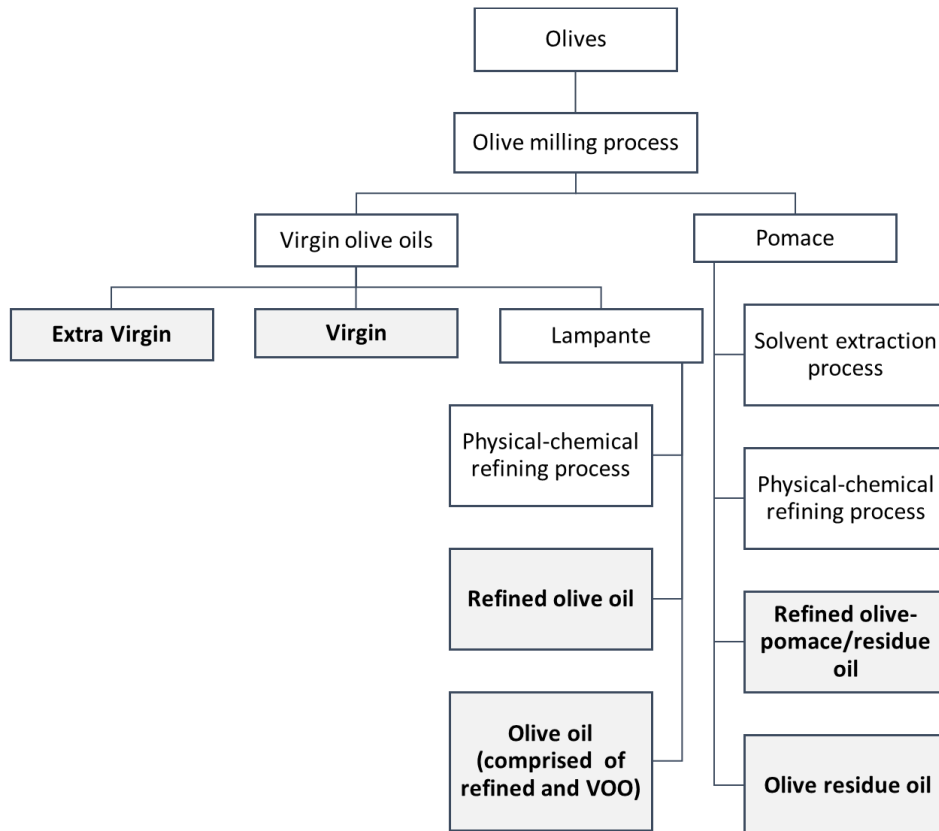 Olives
Olive milling process
Virgin olive oils
Pomace
Extra Virgin
Virgin
Lampante
Solvent extraction
process
Physical-chemical
refining process
Physical-chemical
refining process
Refined olive oil
Refined olive-
pomace/residue
oil
Olive oil
(comprised of
refined and VOO)
Olive residue oil